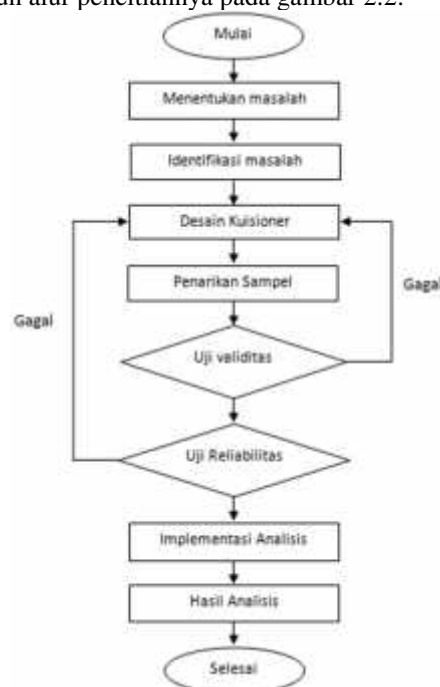 alur penelitiannya pada gambar 2.2.
Mulai
Menentukan masalah
Identifikasi masalah
Desain Kuisioner
Penarikan Sampel
Gagal
Gagal
Uji validitas
Uji Reliabilitas
Implementasi Analisis
Hasil Analisis
Selesai